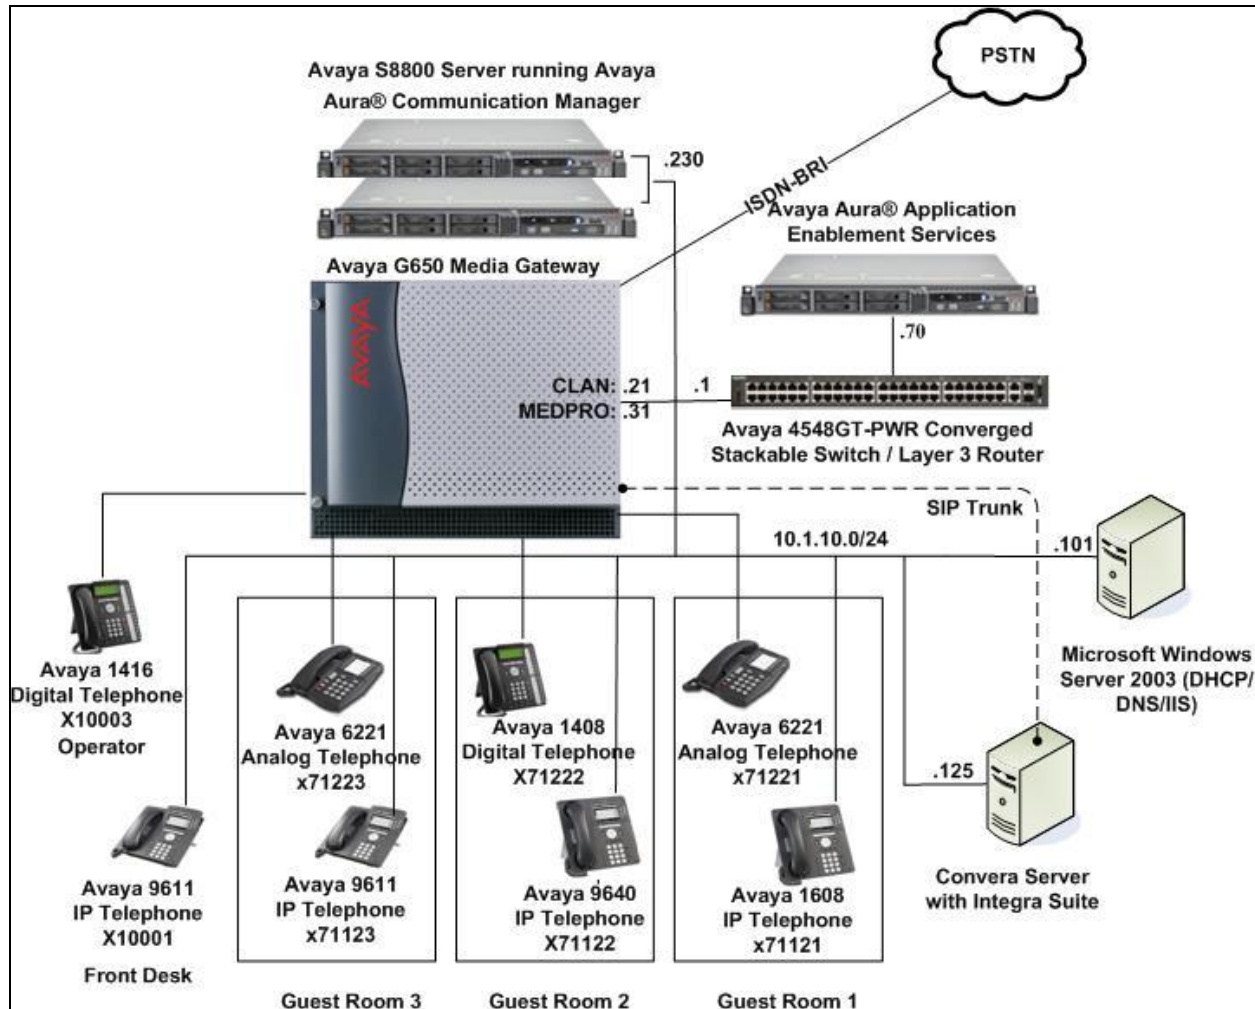 PSTN
Avaya S8800 Server running Avaya
Aura® Communication Manager
.230
ISDN-BRI
Avaya Aura® Application
Enablement Services
Avaya G650 Media Gateway
AVAYA
.70
CLAN: .21
MEDPRO: .31
.1
Avaya 4548GT-PWR Converged
Stackable Switch / Layer 3 Router
SIP Trunk
10.1.10.0/24
.101
Microsoft Windows
Server 2003 (DHCP/
DNS/IIS)
Avaya 1416
Digital Telephone
X10003
Operator
Avaya 6221
Analog Telephone
x71223
Avaya 1408
Digital Telephone
X71222
Avaya 6221
Analog Telephone
x71221
.125
Convera Server
with Integra Suite
Avaya 9611
IP Telephone
X10001
Front Desk
Avaya 9611
IP Telephone
x71123
Avaya 9640
IP Telephone
X71122
Avaya 1608
IP Telephone
x71121
Guest Room 3
Guest Room 2
Guest Room 1